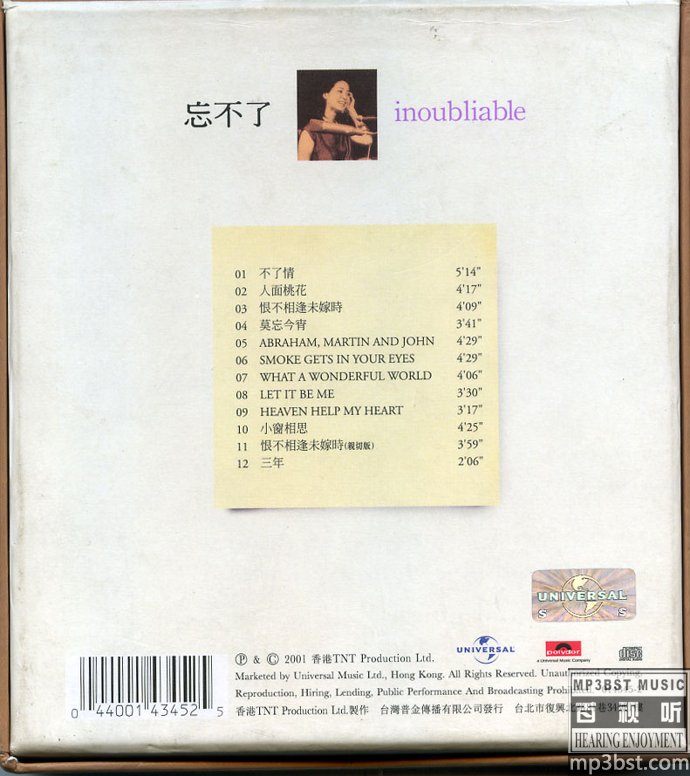 忘不了
inoubliable
01 不了情 5'14"
02 人面桃花 4'17"
03 恨不相逢未嫁時 4'09"
04 莫忘今宵 3'41"
05 ABRAHAM, MARTIN AND JOHN 4'29"
06 SMOKE GETS IN YOUR EYES 4'29"
07 WHAT A WONDERFUL WORLD 4'06"
08 LET IT BE ME 3'30"
09 HEAVEN HELP MY HEART 3'17"
10 小窗相思 4'25"
11 恨不相逢未嫁時(親切版) 3'59"
12 三年 2'06"
UNIVERSAL
S S
UNIVERSAL
polydor
a Universal Music Company
COMPACT disc DIGITAL AUDIO
Ⓟ & © 2001 香港TNT Production Ltd.
Marketed by Universal Music Ltd., Hong Kong. All Rights Reserved. Copying,
Reproduction, Hiring, Lending, Public Performance And Broadcasting
香港TNT Production Ltd.製作 台灣音金傳播有限公司發行 台北市復興
0 44001 43452 5
MP3BST MUSIC
百视听
HEARING ENJOYMENT
mp3bst.com